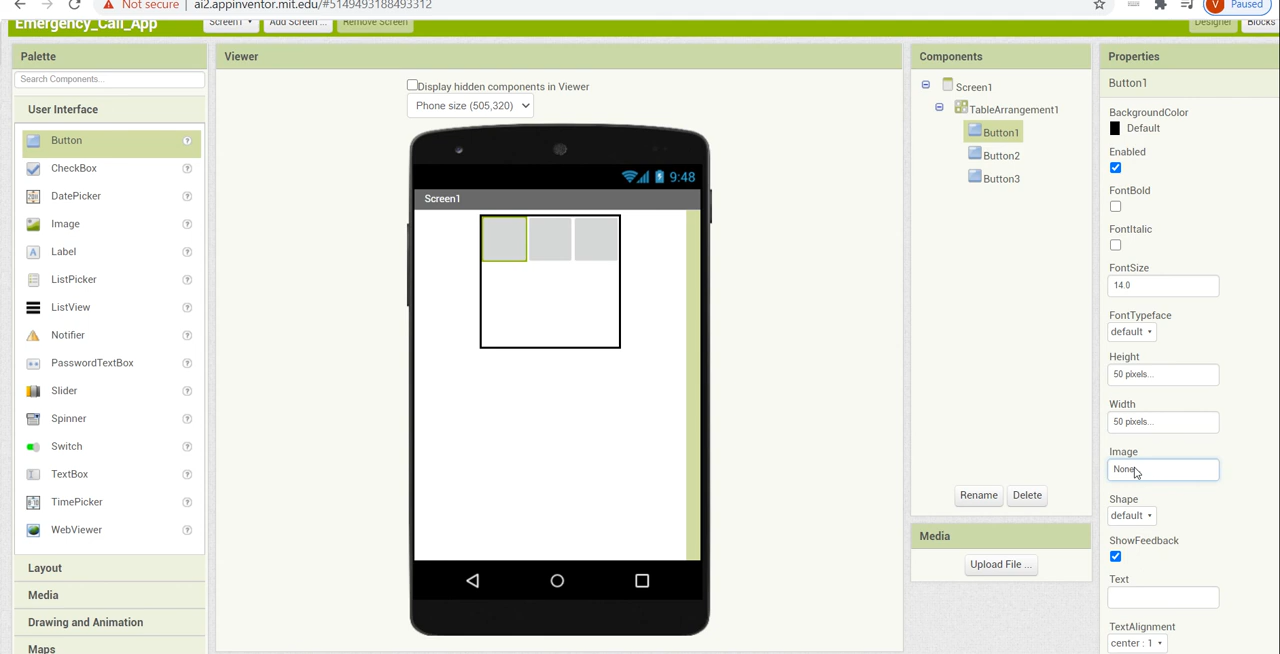 Not secure
ai2.appinventor.mit.edu/#5149493188493312
V
Paused
Emergency_Call_App
Screen1
Add Screen ...
Remove Screen
Designer
Blocks
Palette
Search Components...
User Interface
Button
CheckBox
DatePicker
Image
Label
ListPicker
ListView
Notifier
PasswordTextBox
Slider
Spinner
Switch
TextBox
TimePicker
WebViewer
Layout
Media
Drawing and Animation
Maps
Viewer
Display hidden components in Viewer
Phone size (505,320)
9:48
Screen1
Components
Screen1
TableArrangement1
Button1
Button2
Button3
Rename
Delete
Media
Upload File ...
Properties
Button1
BackgroundColor
Default
Enabled
FontBold
FontItalic
FontSize
14.0
FontTypeface
default
Height
50 pixels...
Width
50 pixels...
Image
None
Shape
default
ShowFeedback
Text
TextAlignment
center : 1